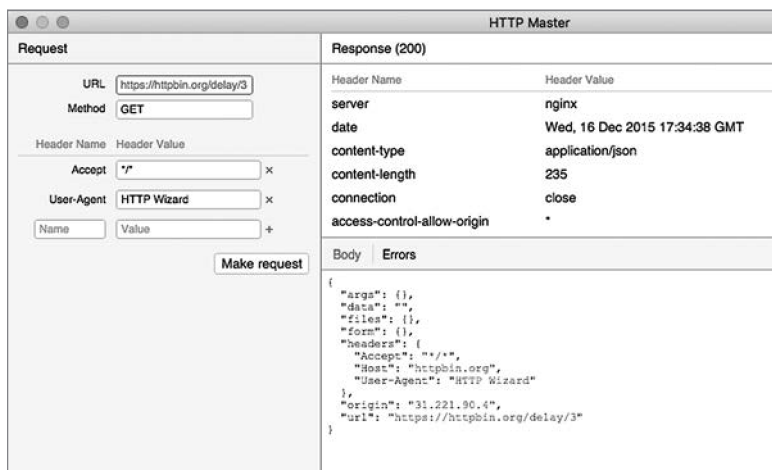 HTTP Master
Request
URL https://httpbin.org/delay/3
Method GET
Header Name Header Value
Accept */*
User-Agent HTTP Wizard
Name Value
Make request
Response (200)
Header Name Header Value
server nginx
date Wed, 16 Dec 2015 17:34:38 GMT
content-type application/json
content-length 235
connection close
access-control-allow-origin *
Body Errors
{
"args": {},
"data": "",
"files": {},
"form": {},
"headers": {
"Accept": "*/*",
"Host": "httpbin.org",
"User-Agent": "HTTP Wizard"
},
"origin": "31.221.90.4",
"url": "https://httpbin.org/delay/3"
}